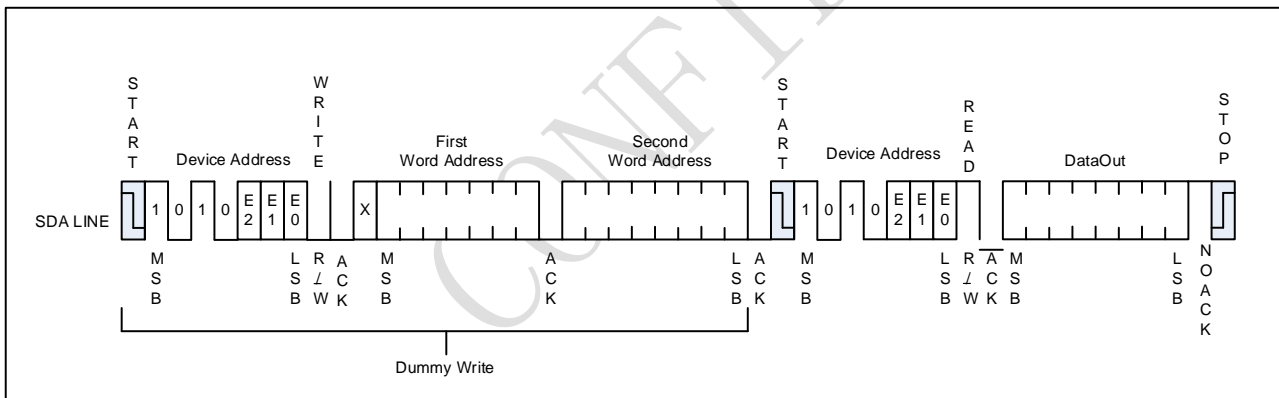 CONFI
START
WRITE
START
READ
STOP
Device Address
First
Word Address
Second
Word Address
Device Address
DataOut
SDA LINE
1 0 1 0 E2 E1 E0 X 1 0 1 0 E2 E1 E0
MSB
LSB
R/W
ACK
MSB
ACK
LSB
ACK
MSB
LSB
R/W
ACK
MSB
LSB
NOACK
Dummy Write